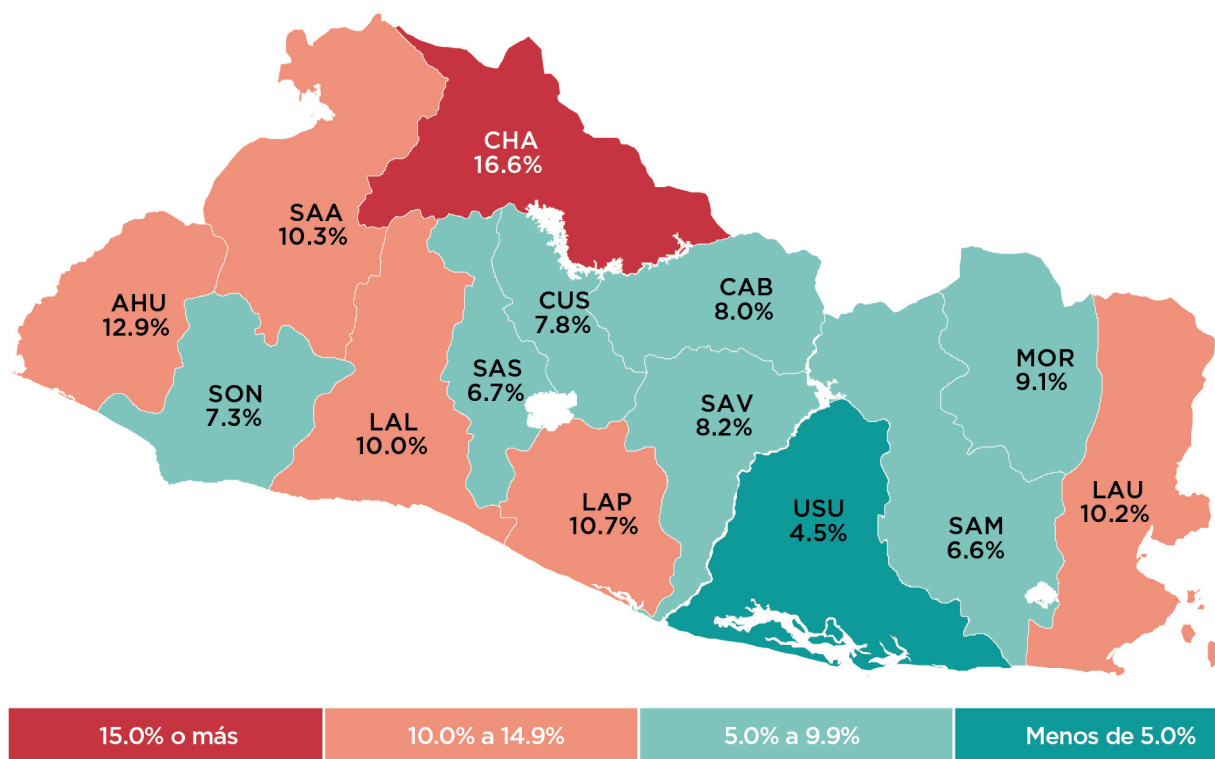 CHA
16.6%
SAA
10.3%
AHU
12.9%
CUS
7.8%
CAB
8.0%
MOR
9.1%
SON
7.3%
SAS
6.7%
SAV
8.2%
LAL
10.0%
LAP
10.7%
USU
4.5%
SAM
6.6%
LAU
10.2%
15.0% o más
10.0% a 14.9%
5.0% a 9.9%
Menos de 5.0%